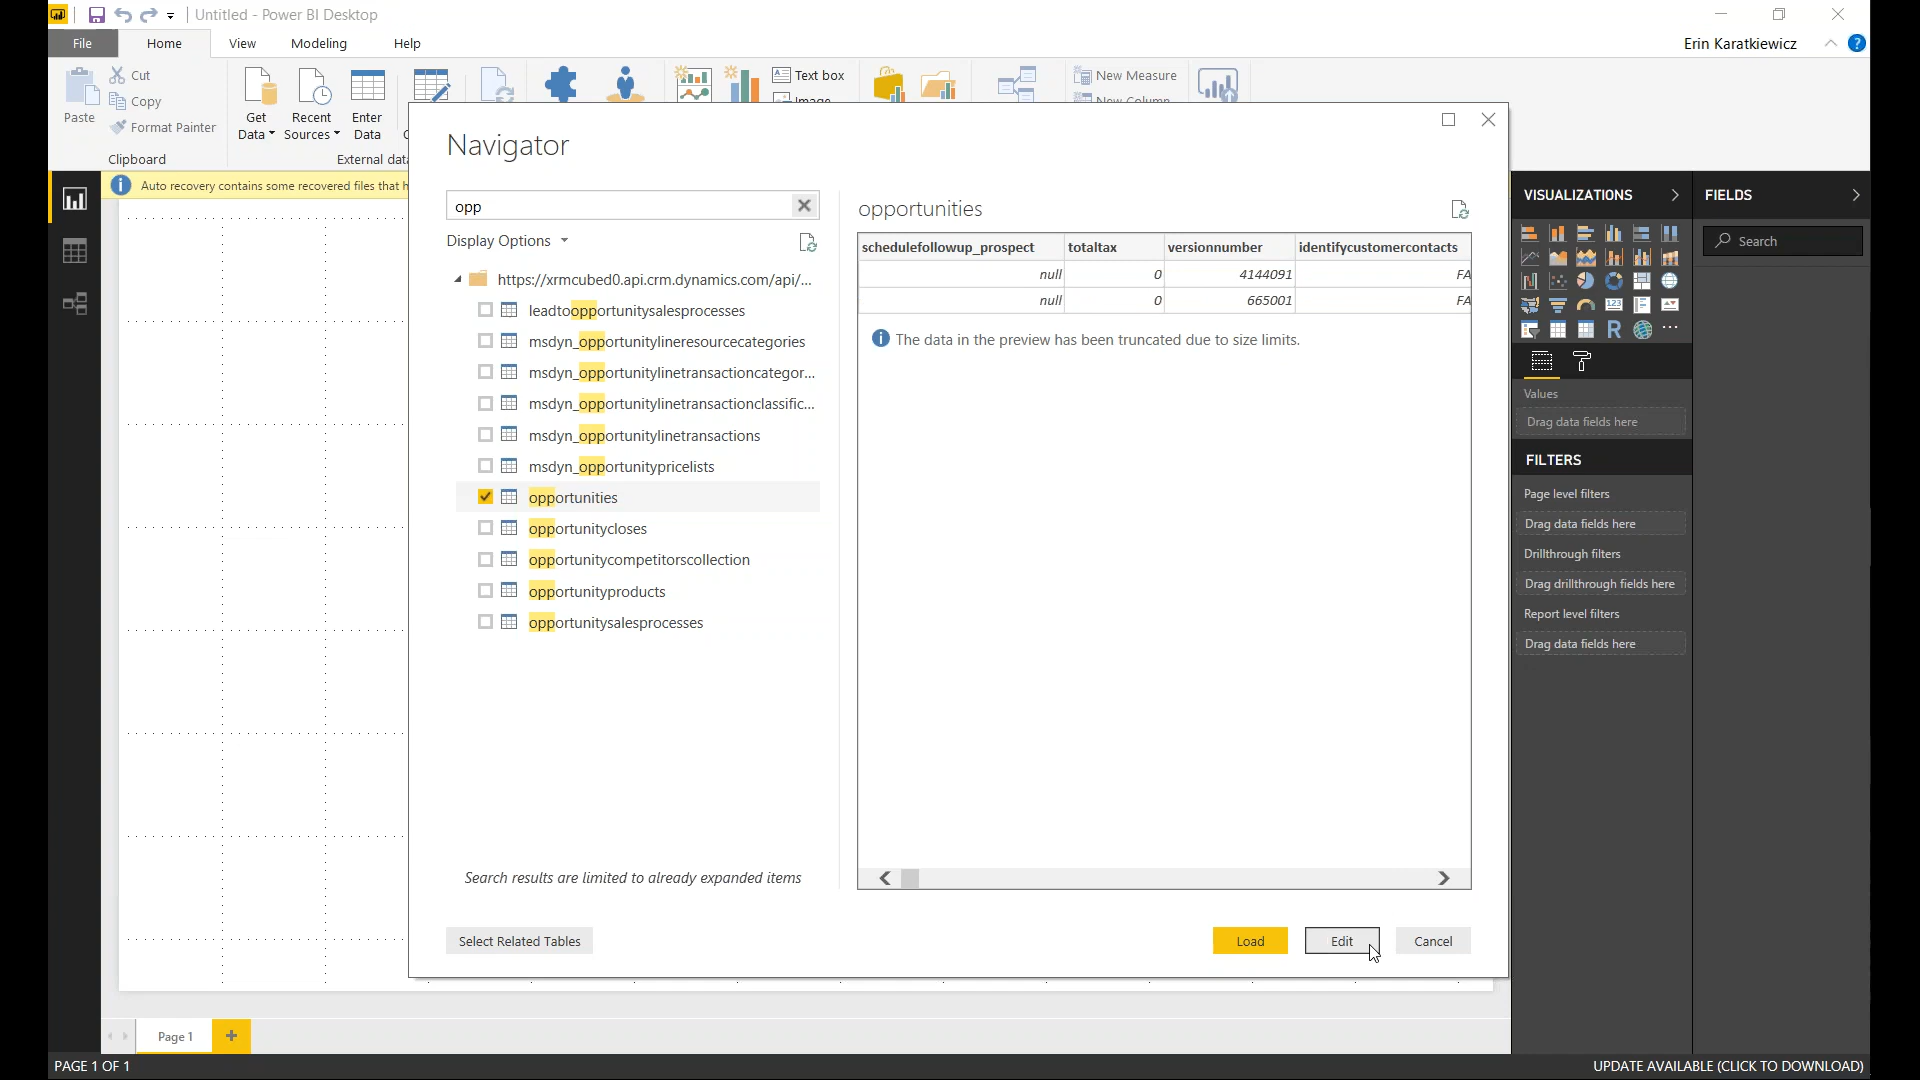 Untitled - Power BI Desktop
File
Home
View
Modeling
Help
Erin Karatkiewicz
Paste
Cut
Copy
Format Painter
Clipboard
Get Data
Recent Sources
Enter Data
External data
Text box
Image
New Measure
New Column
Auto recovery contains some recovered files that h
Navigator
opp
Display Options
https://xrmcubed0.api.crm.dynamics.com/api/...
leadtoopportunitysalesprocesses
msdyn_opportunitylineresourcecategories
msdyn_opportunitylinetransactioncategor...
msdyn_opportunitylinetransactionclassific...
msdyn_opportunitylinetransactions
msdyn_opportunitypricelists
opportunities
opportunitycloses
opportunitycompetitorscollection
opportunityproducts
opportunitysalesprocesses
Search results are limited to already expanded items
Select Related Tables
opportunities
schedulefollowup_prospect totaltax versionnumber identifycustomercontacts
null 0 4144091 FA
null 0 665001 FA
The data in the preview has been truncated due to size limits.
Load
Edit
Cancel
VISUALIZATIONS
FIELDS
Search
123
R
Values
Drag data fields here
FILTERS
Page level filters
Drag data fields here
Drillthrough filters
Drag drillthrough fields here
Report level filters
Drag data fields here
Page 1
PAGE 1 OF 1
UPDATE AVAILABLE (CLICK TO DOWNLOAD)